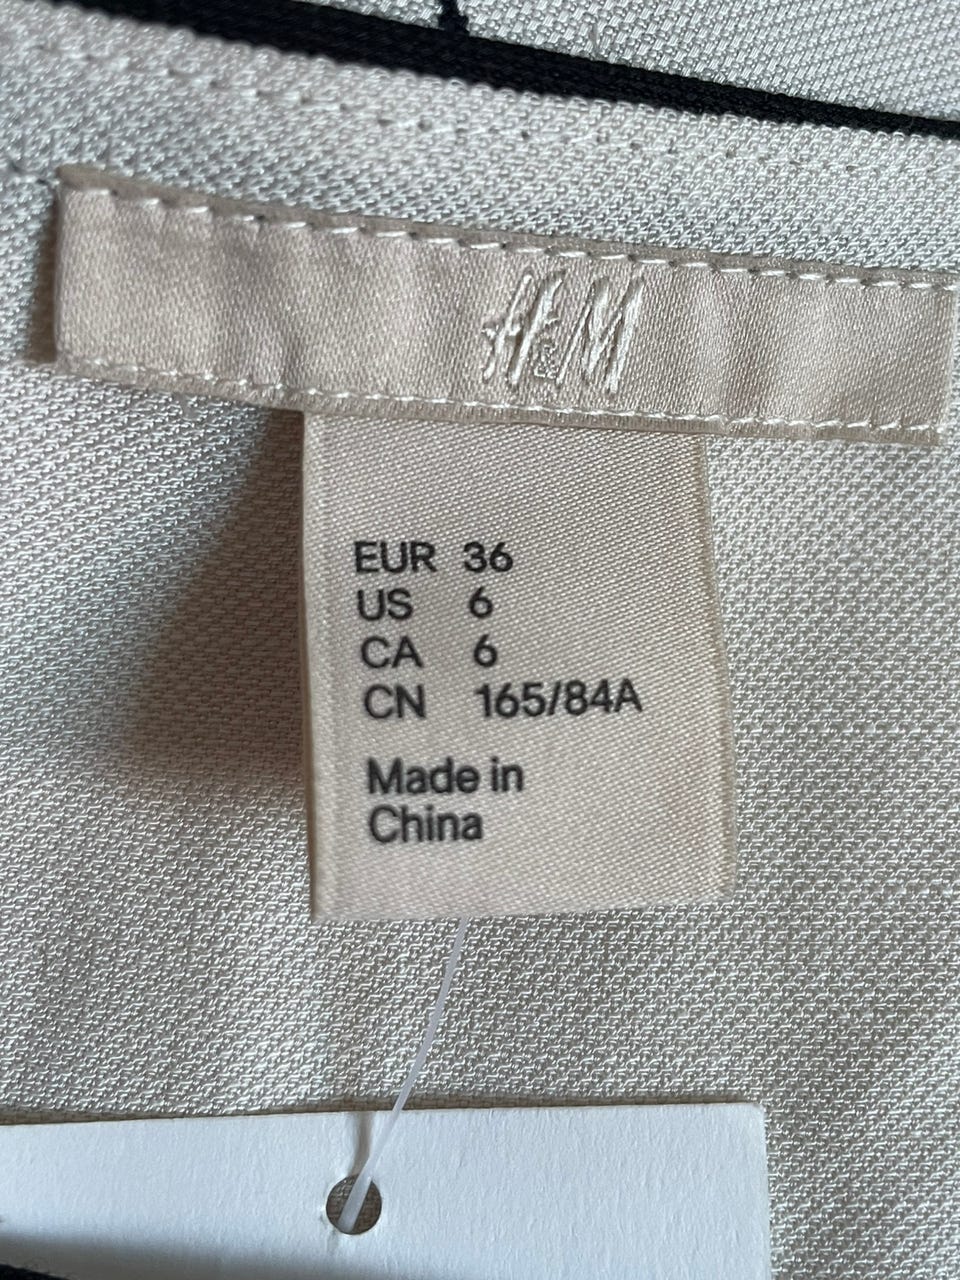 H&M
EUR 36
US 6
CA 6
CN 165/84A
Made in
China